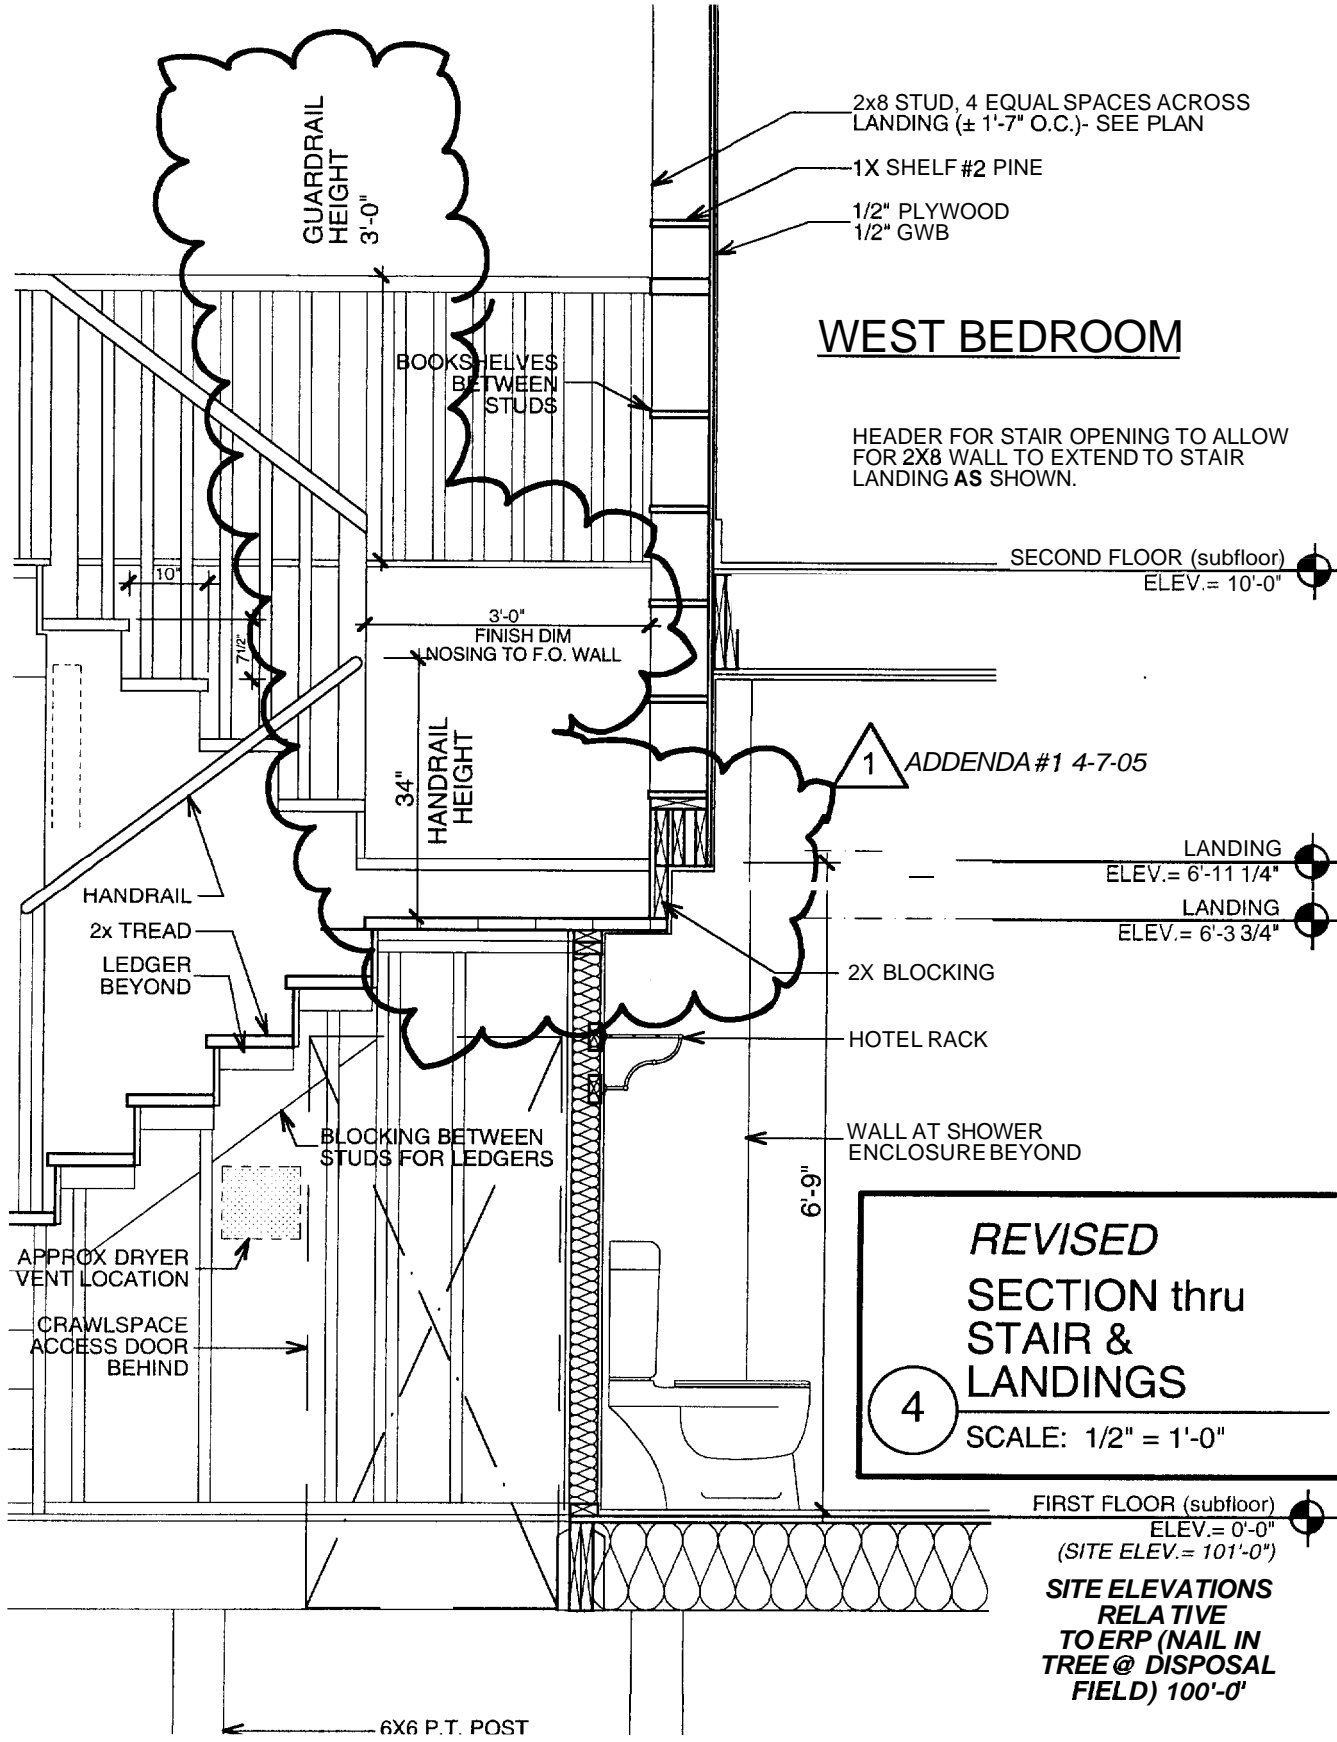 GUARDRAIL
HEIGHT
3'-0"
2x8 STUD, 4 EQUAL SPACES ACROSS
LANDING (± 1'-7" O.C.)- SEE PLAN
1X SHELF #2 PINE
1/2" PLYWOOD
1/2" GWB
WEST BEDROOM
BOOKSHELVES
BETWEEN
STUDS
HEADER FOR STAIR OPENING TO ALLOW
FOR 2X8 WALL TO EXTEND TO STAIR
LANDING AS SHOWN.
SECOND FLOOR (subfloor)
ELEV.= 10'-0"
10"
7 1/2"
3'-0"
FINISH DIM
NOSING TO F.O. WALL
34"
HANDRAIL
HEIGHT
1
ADDENDA #1 4-7-05
LANDING
ELEV.= 6'-11 1/4"
LANDING
ELEV.= 6'-3 3/4"
HANDRAIL
2x TREAD
LEDGER
BEYOND
2X BLOCKING
HOTEL RACK
BLOCKING BETWEEN
STUDS FOR LEDGERS
WALL AT SHOWER
ENCLOSURE BEYOND
6'-9"
APPROX DRYER
VENT LOCATION
CRAWLSPACE
ACCESS DOOR
BEHIND
REVISED
SECTION thru
STAIR &
LANDINGS
4
SCALE: 1/2" = 1'-0"
FIRST FLOOR (subfloor)
ELEV.= 0'-0"
(SITE ELEV.= 101'-0")
SITE ELEVATIONS
RELATIVE
TO ERP (NAIL IN
TREE @ DISPOSAL
FIELD) 100'-0"
6X6 P.T. POST